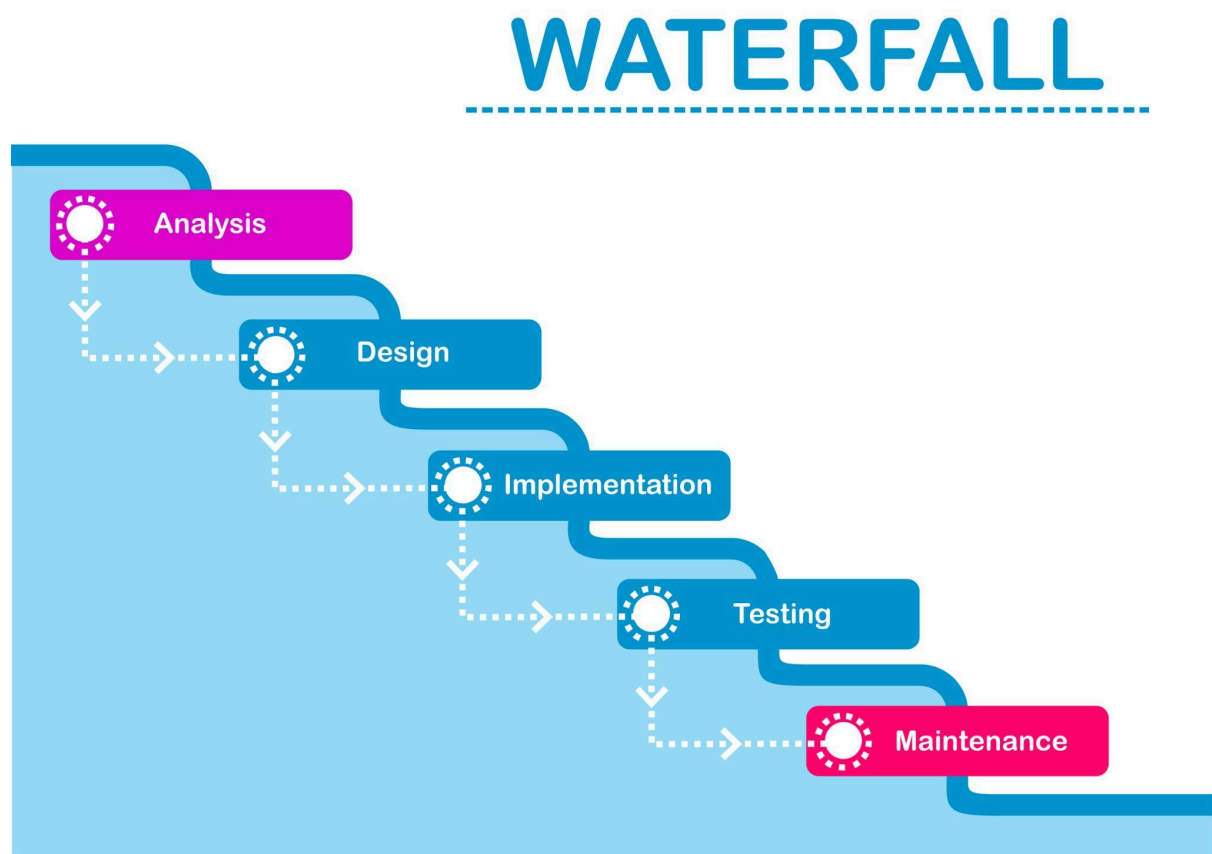 WATERFALL
Analysis
Design
Implementation
Testing
Maintenance